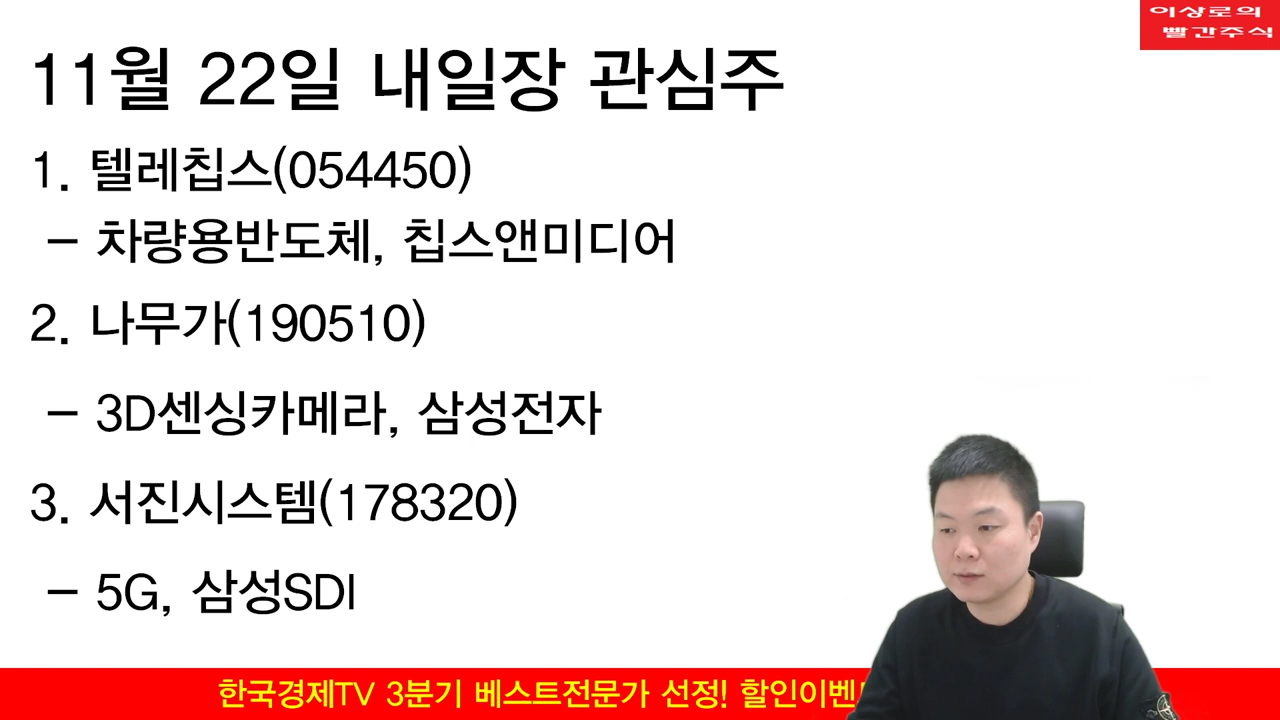 이상로의
빨간주식
11월 22일 내일장 관심주
1. 텔레칩스(054450)
- 차량용반도체, 칩스앤미디어
2. 나무가(190510)
- 3D센싱카메라, 삼성전자
3. 서진시스템(178320)
- 5G, 삼성SDI
한국경제TV 3분기 베스트전문가 선정!